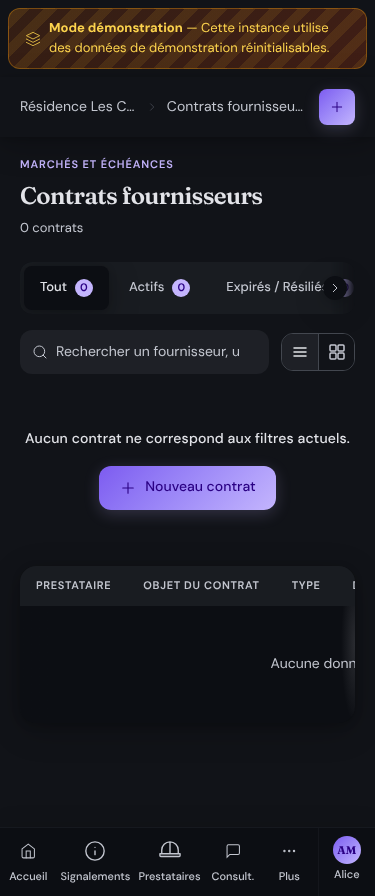 Mode démonstration — Cette instance utilise
des données de démonstration réinitialisables.
Résidence Les C... > Contrats fournisseu... +
MARCHÉS ET ÉCHÉANCES
Contrats fournisseurs
0 contrats
Tout 0 Actifs 0 Expirés / Résilié
Rechercher un fournisseur, u
Aucun contrat ne correspond aux filtres actuels.
+ Nouveau contrat
PRESTATAIRE OBJET DU CONTRAT TYPE
Aucune donn
Accueil Signalements Prestataires Consult. Plus AM Alice